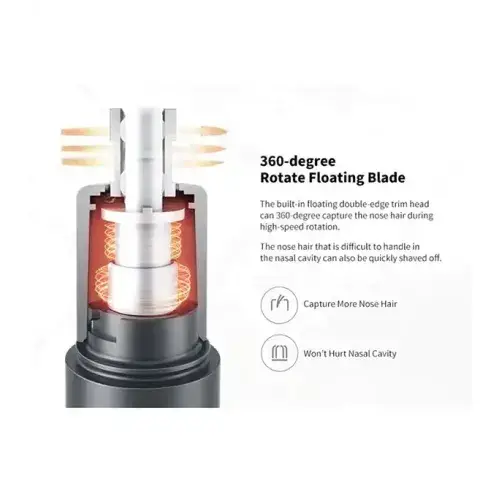 360-degree
Rotate Floating Blade
The built-in floating double-edge trim head
can 360-degree capture the nose hair during
high-speed rotation.
The nose hair that is difficult to handle in
the nasal cavity can also be quickly shaved off.
Capture More Nose Hair
Won't Hurt Nasal Cavity